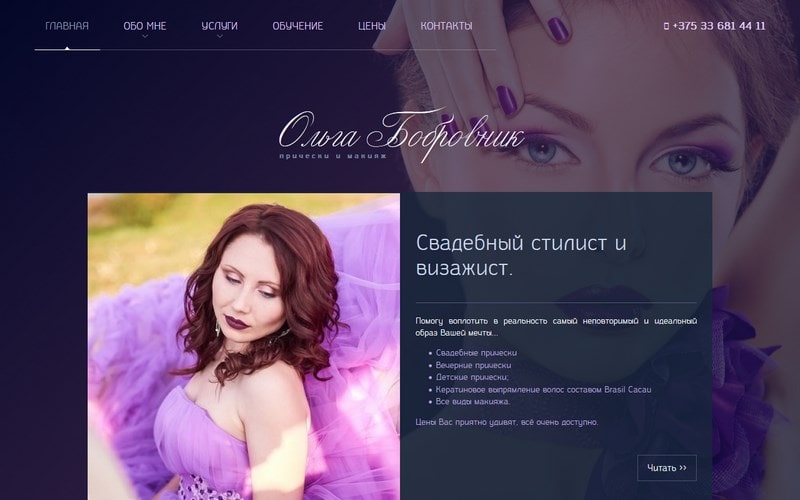 ГЛАВНАЯ ОБО МНЕ УСЛУГИ ОБУЧЕНИЕ ЦЕНЫ КОНТАКТЫ +375 33 681 44 11
Ольга Бобровник
прически и макияж
Свадебный стилист и
визажист.
Помогу воплотить в реальность самый неповторимый и идеальный
образ Вашей мечты...
• Свадебные прически
• Вечерние прически
• Детские прически;
• Кератиновое выпрямление волос составом Brasil Cacau
• Все виды макияжа.
Цены Вас приятно удивят, всё очень доступно.
Читать >>